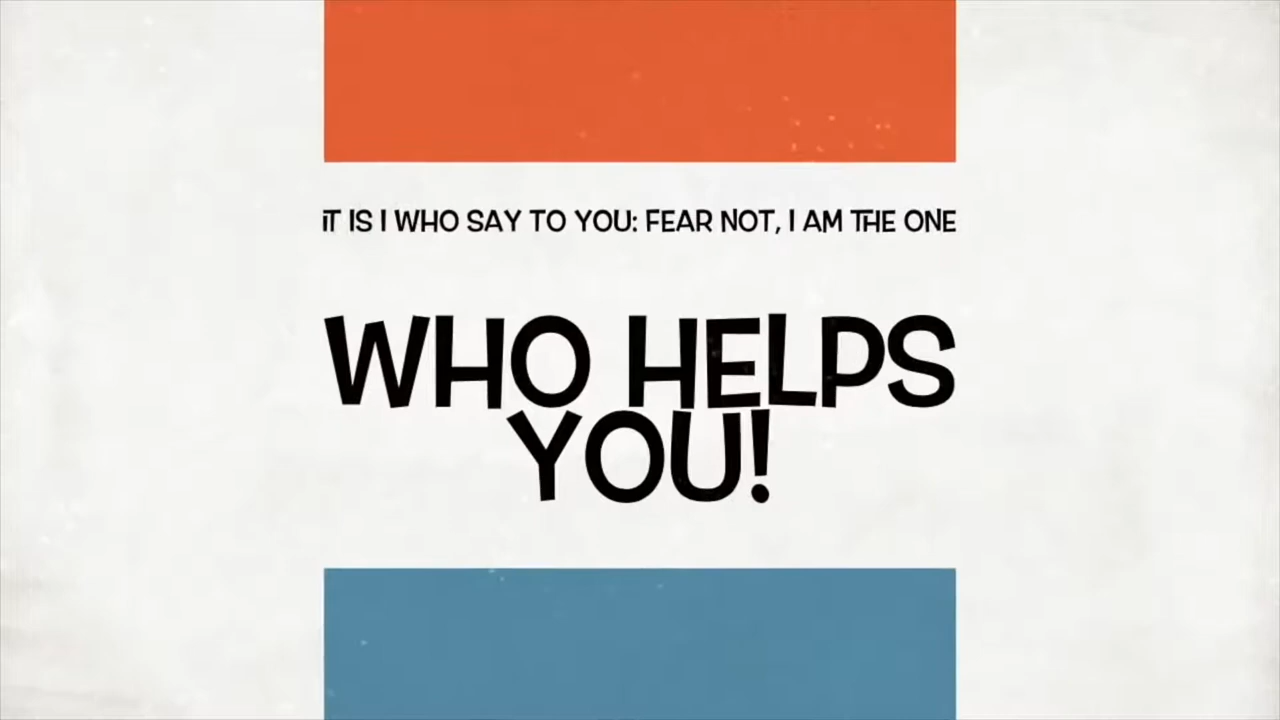 IT IS I WHO SAY TO YOU: FEAR NOT, I AM THE ONE
WHO HELPS
YOU!